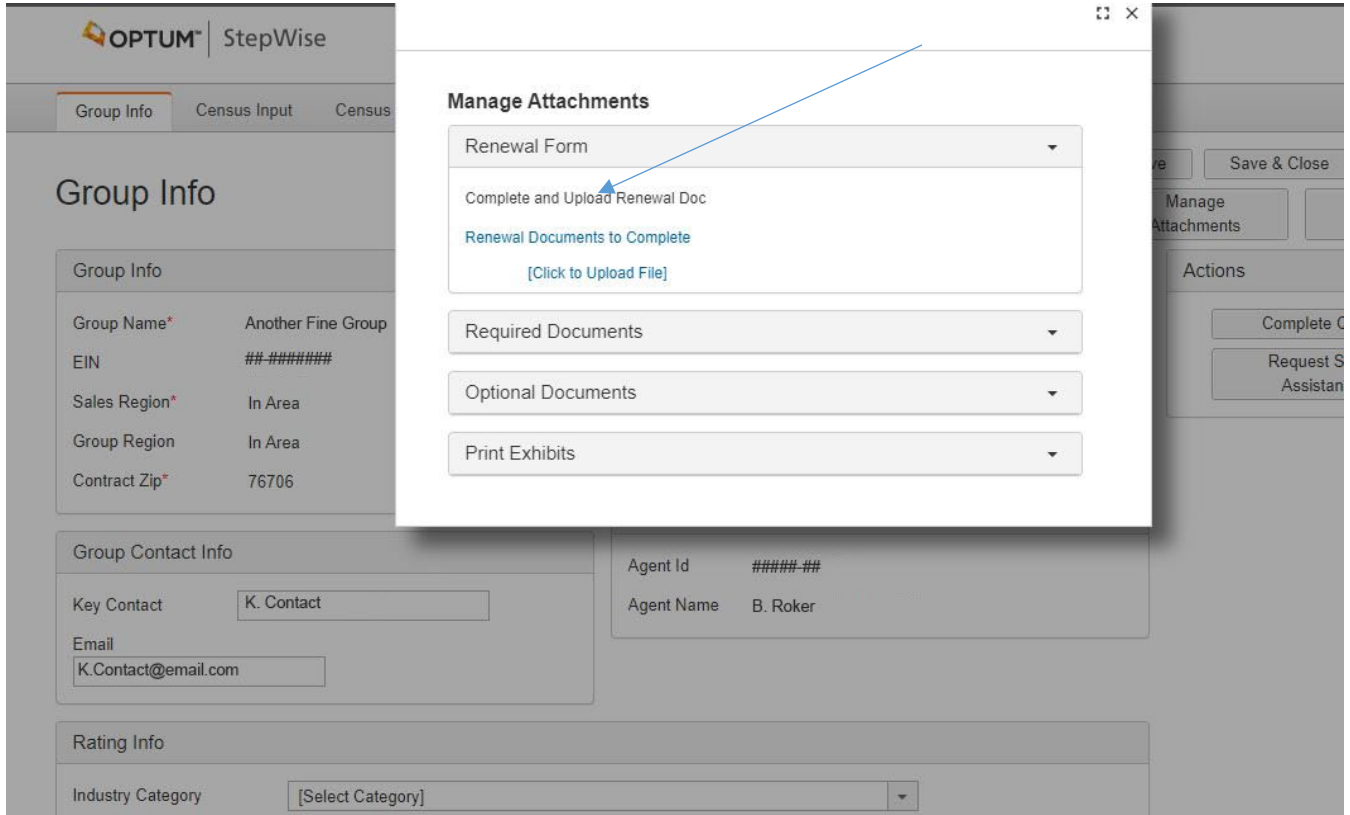 OPTUM™ StepWise
Group Info Census Input Census
Save & Close
Manage
Attachments
Group Info
Manage Attachments
Renewal Form
Complete and Upload Renewal Doc
Renewal Documents to Complete
[Click to Upload File]
Required Documents
Optional Documents
Print Exhibits
Group Info
Group Name* Another Fine Group
EIN ##-#######
Sales Region* In Area
Group Region In Area
Contract Zip* 76706
Actions
Complete
Request
Group Contact Info
Key Contact K. Contact
Email
K.Contact@email.com
Agent Id #####-##
Agent Name B. Roker
Rating Info
Industry Category [Select Category]